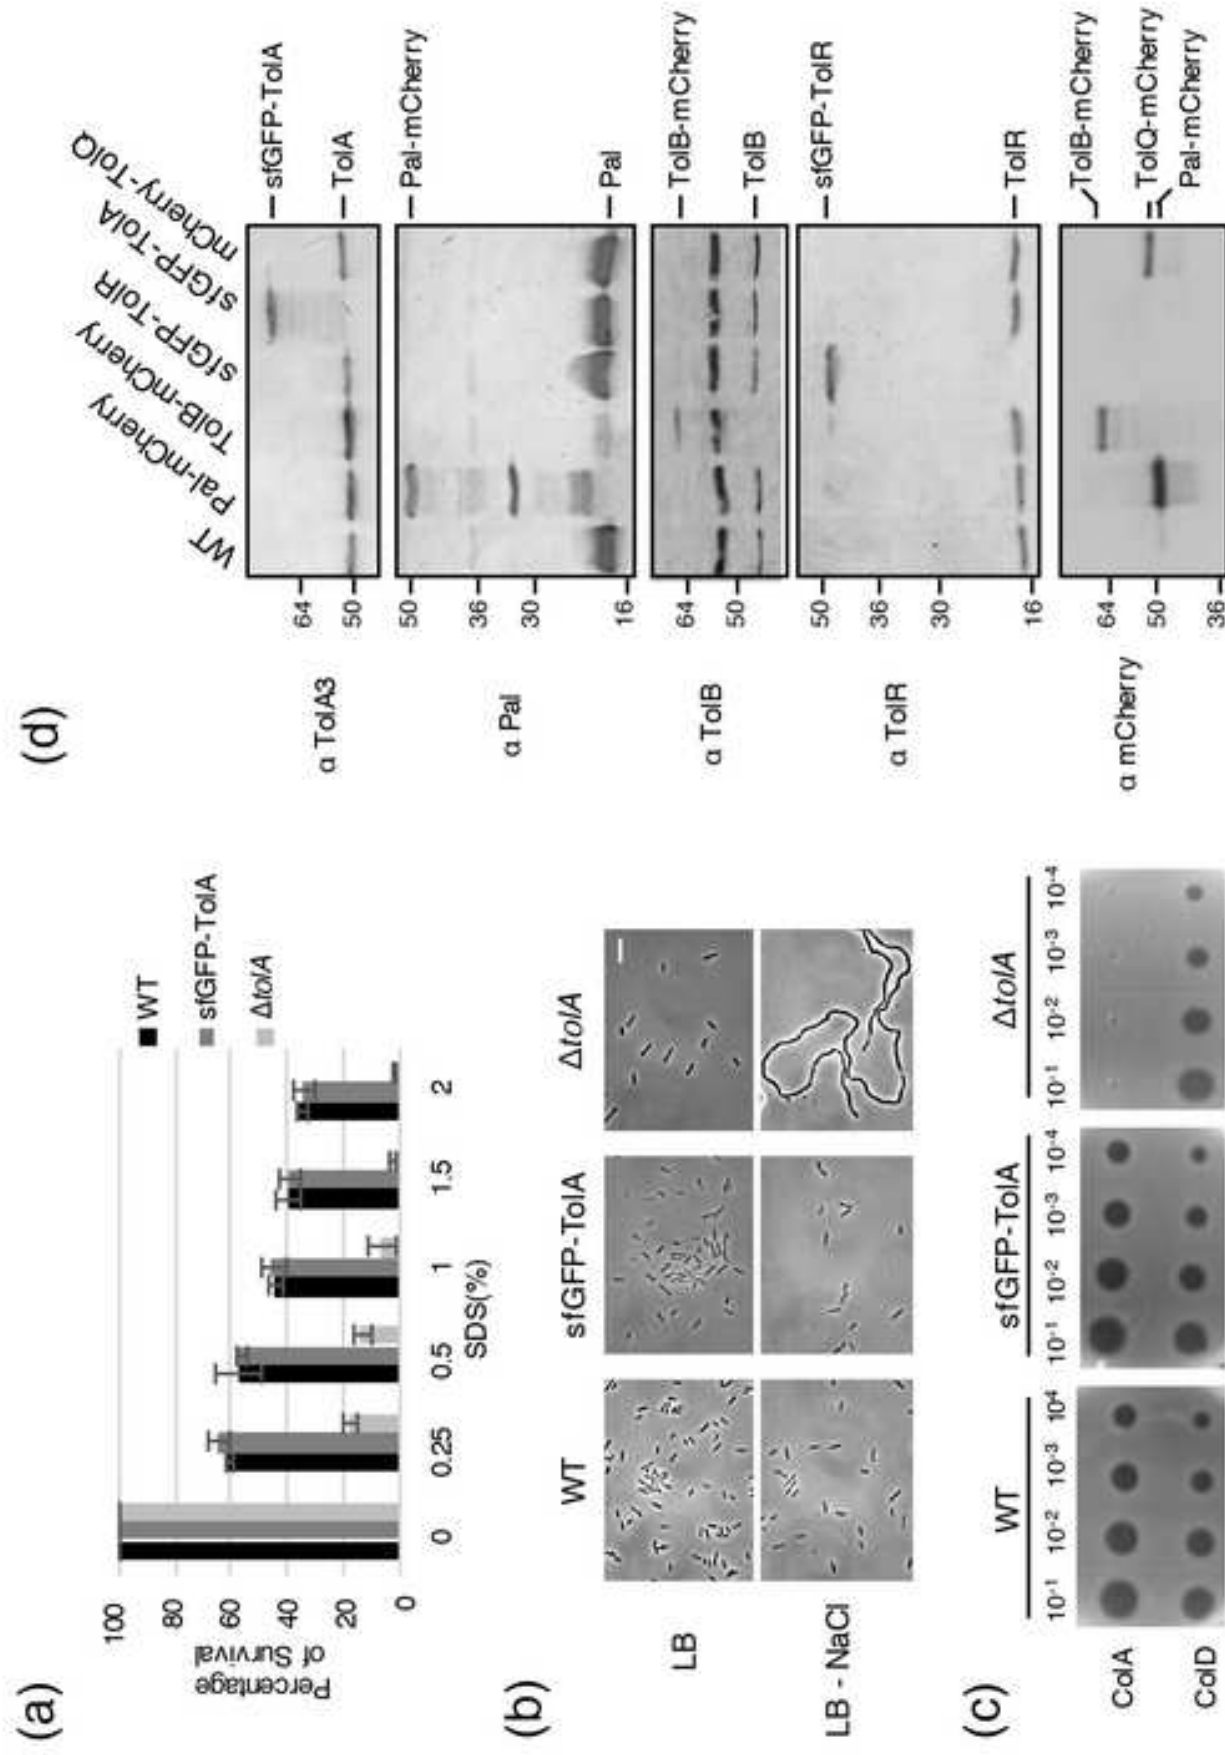 (a)
Percentage
of Survival
100
80
60
40
20
0
0 0.25 0.5 1 1.5 2
SDS(%)
WT
sfGFP-TolA
ΔtolA
(b)
WT sfGFP-TolA ΔtolA
LB
LB - NaCl
(c)
WT sfGFP-TolA ΔtolA
10-1 10-2 10-3 104 10-1 10-2 10-3 10-4 10-1 10-2 10-3 10-4
ColA
ColD
(d)
WT
Pal-mCherry
TolB-mCherry
sfGFP-TolR
sfGFP-TolA
mCherry-TolQ
α TolA3
64
50
sfGFP-TolA
TolA
α Pal
50
36
30
16
Pal-mCherry
Pal
α TolB
64
50
TolB-mCherry
TolB
α TolR
50
36
30
16
sfGFP-TolR
TolR
α mCherry
64
50
36
TolB-mCherry
TolQ-mCherry
Pal-mCherry